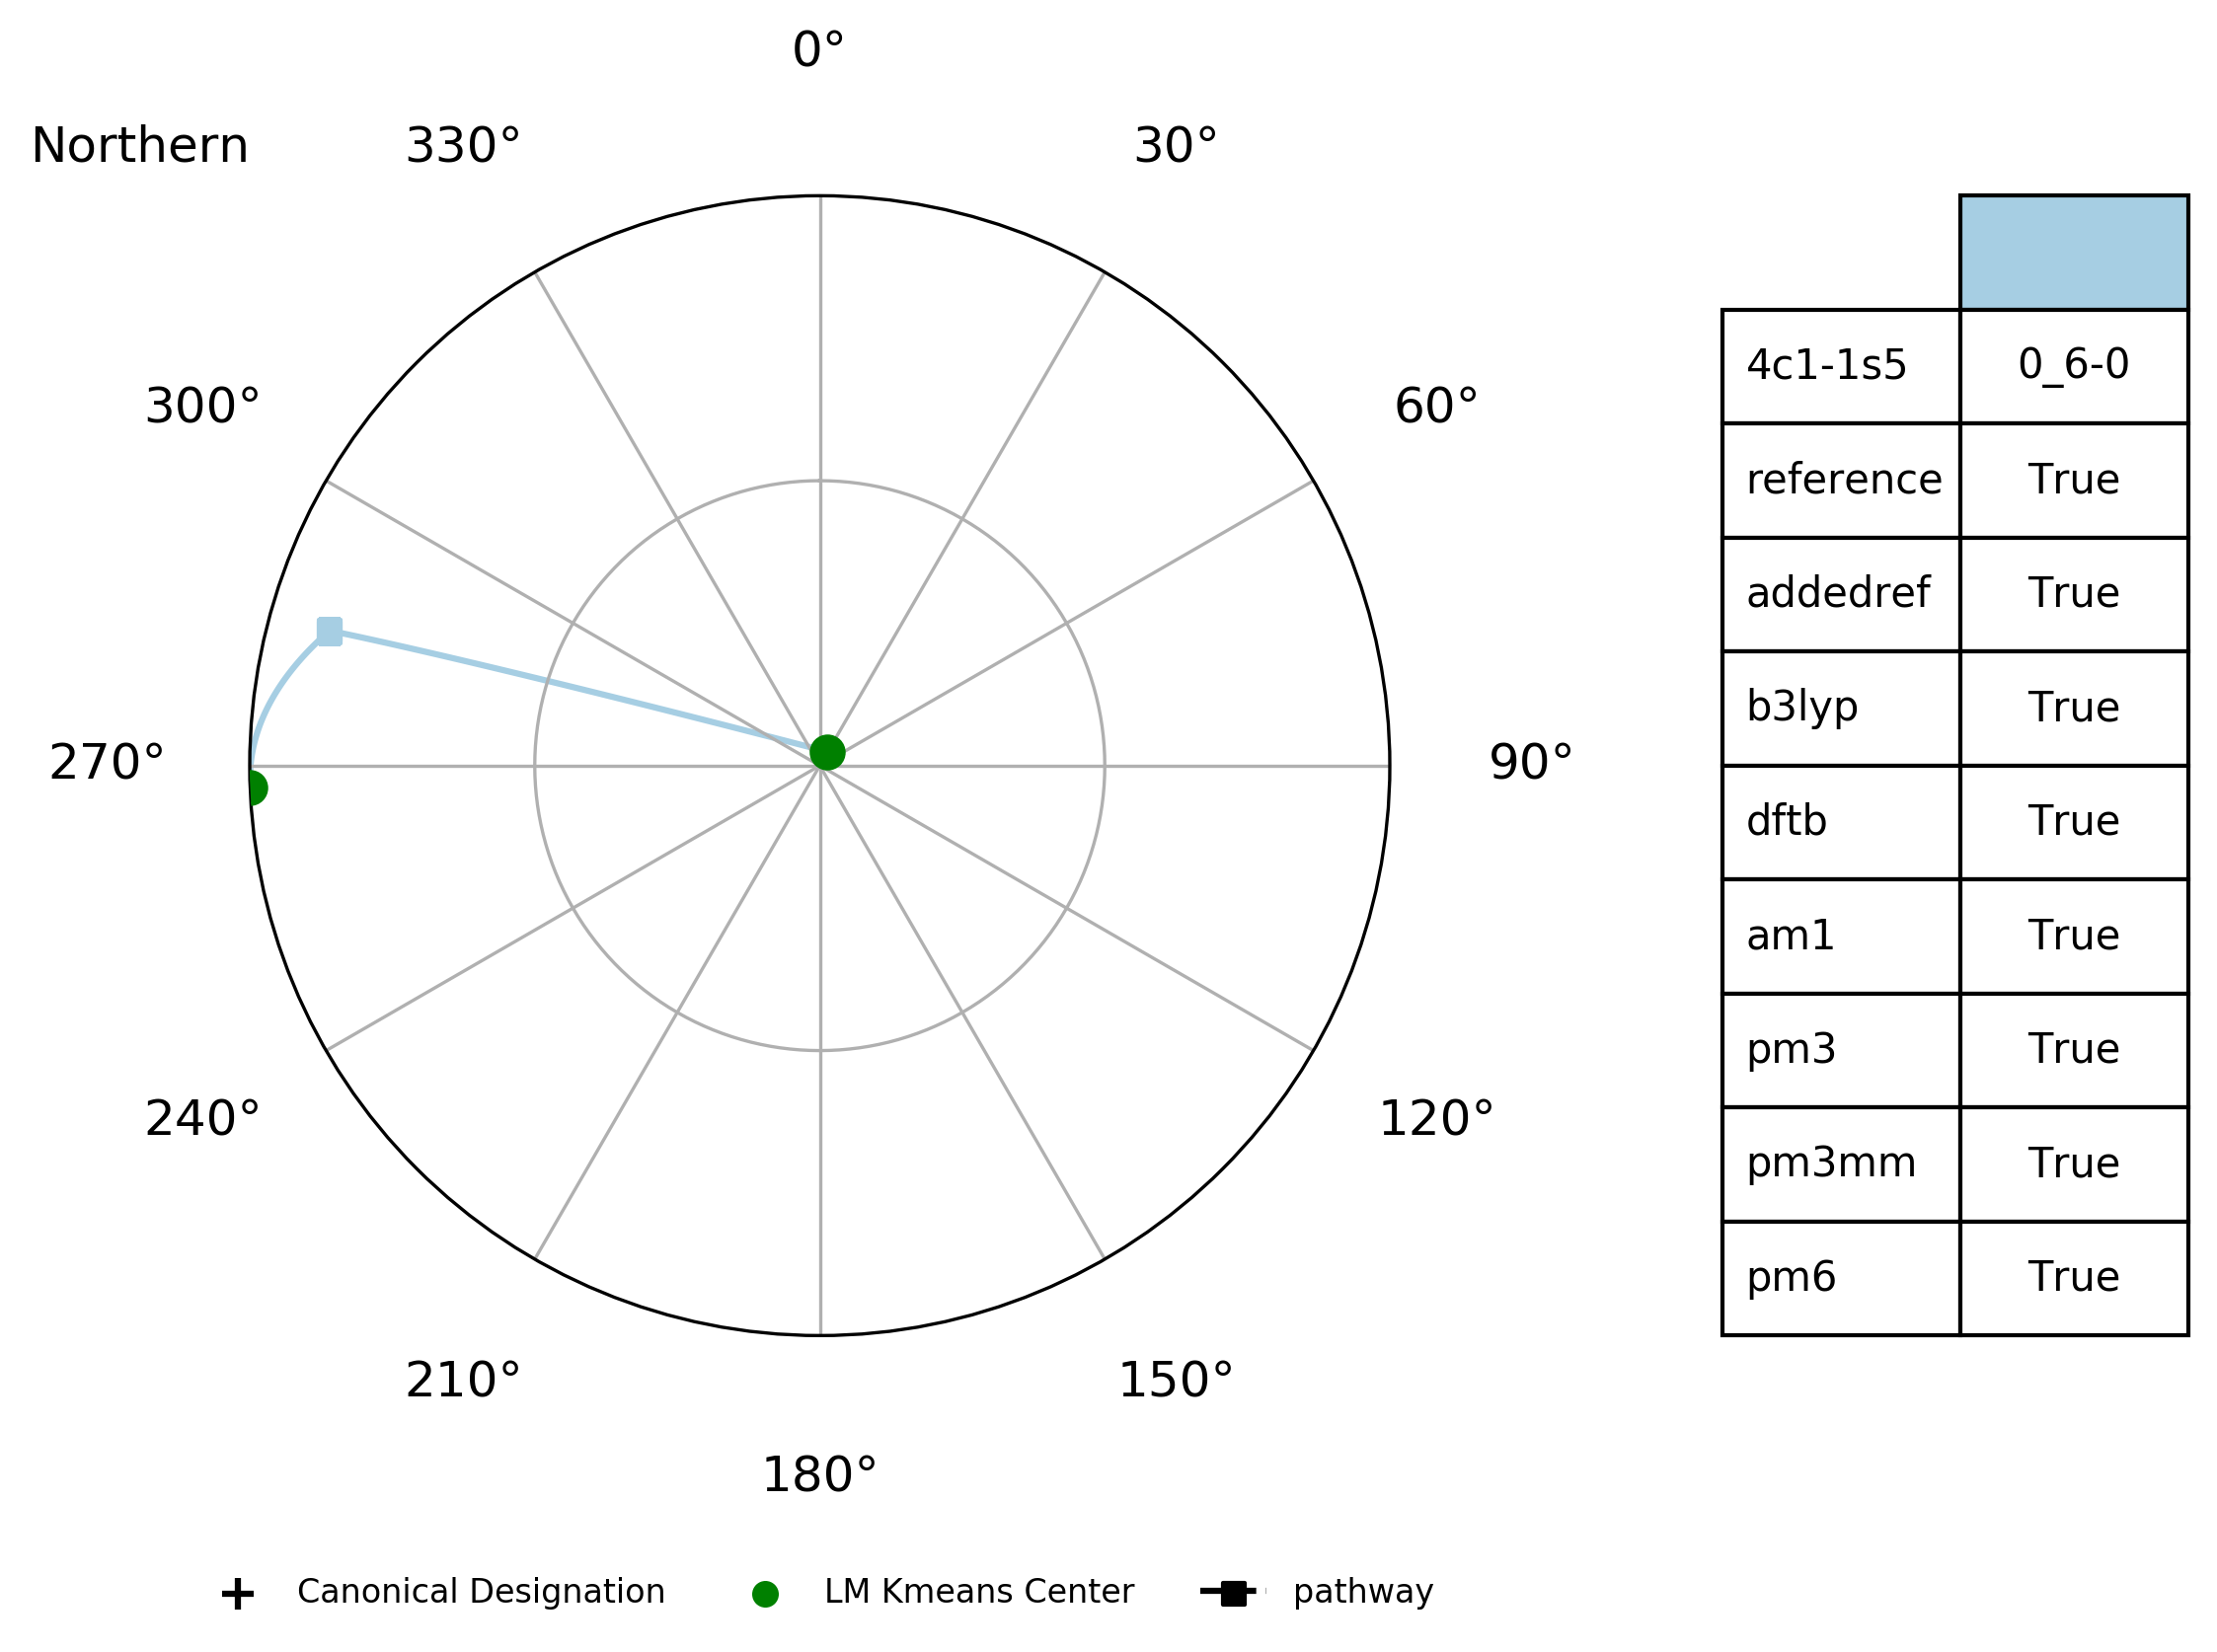 0°
Northern
330°
30°
300°
60°
270°
90°
240°
120°
210°
150°
180°
4c1-1s5 0_6-0
reference True
addedref True
b3lyp True
dftb True
am1 True
pm3 True
pm3mm True
pm6 True
Canonical Designation LM Kmeans Center pathway